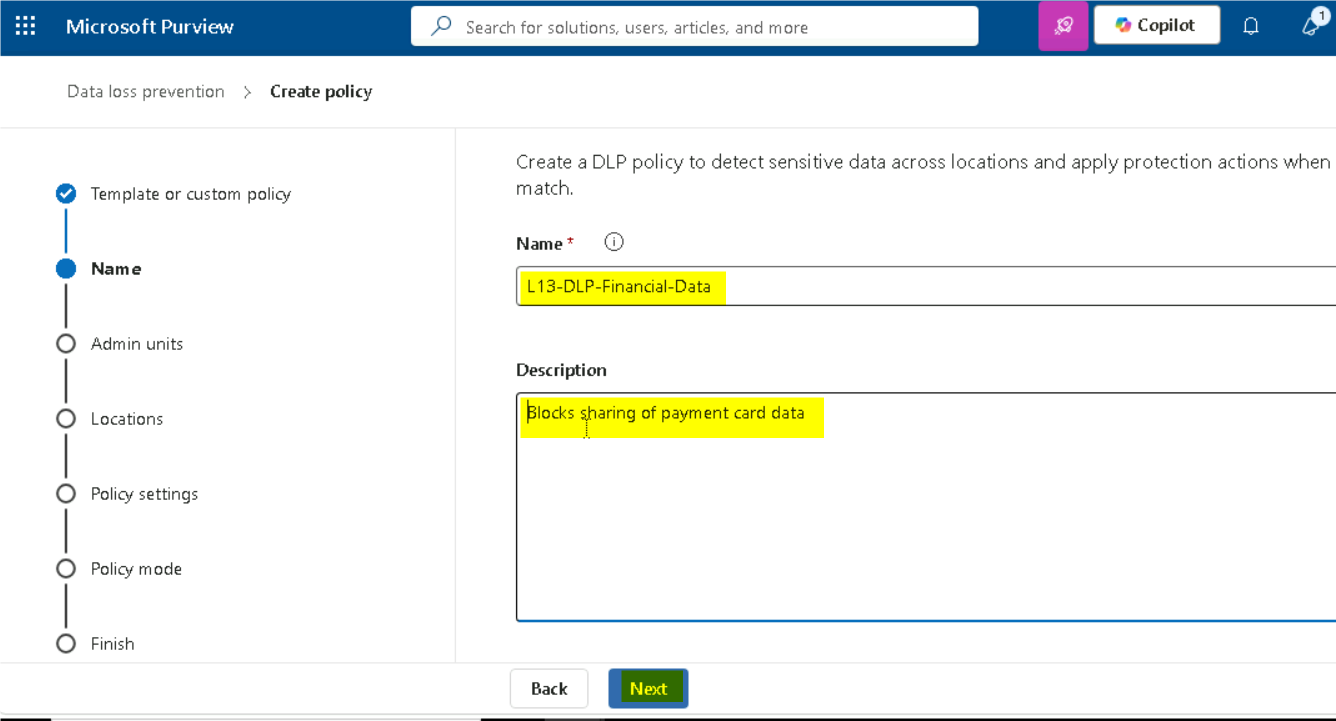 Microsoft Purview
Search for solutions, users, articles, and more
Copilot
1
Data loss prevention > Create policy
Template or custom policy
Name
Admin units
Locations
Policy settings
Policy mode
Finish
Create a DLP policy to detect sensitive data across locations and apply protection actions when
match.
Name *
L13-DLP-Financial-Data
Description
Blocks sharing of payment card data
Back
Next